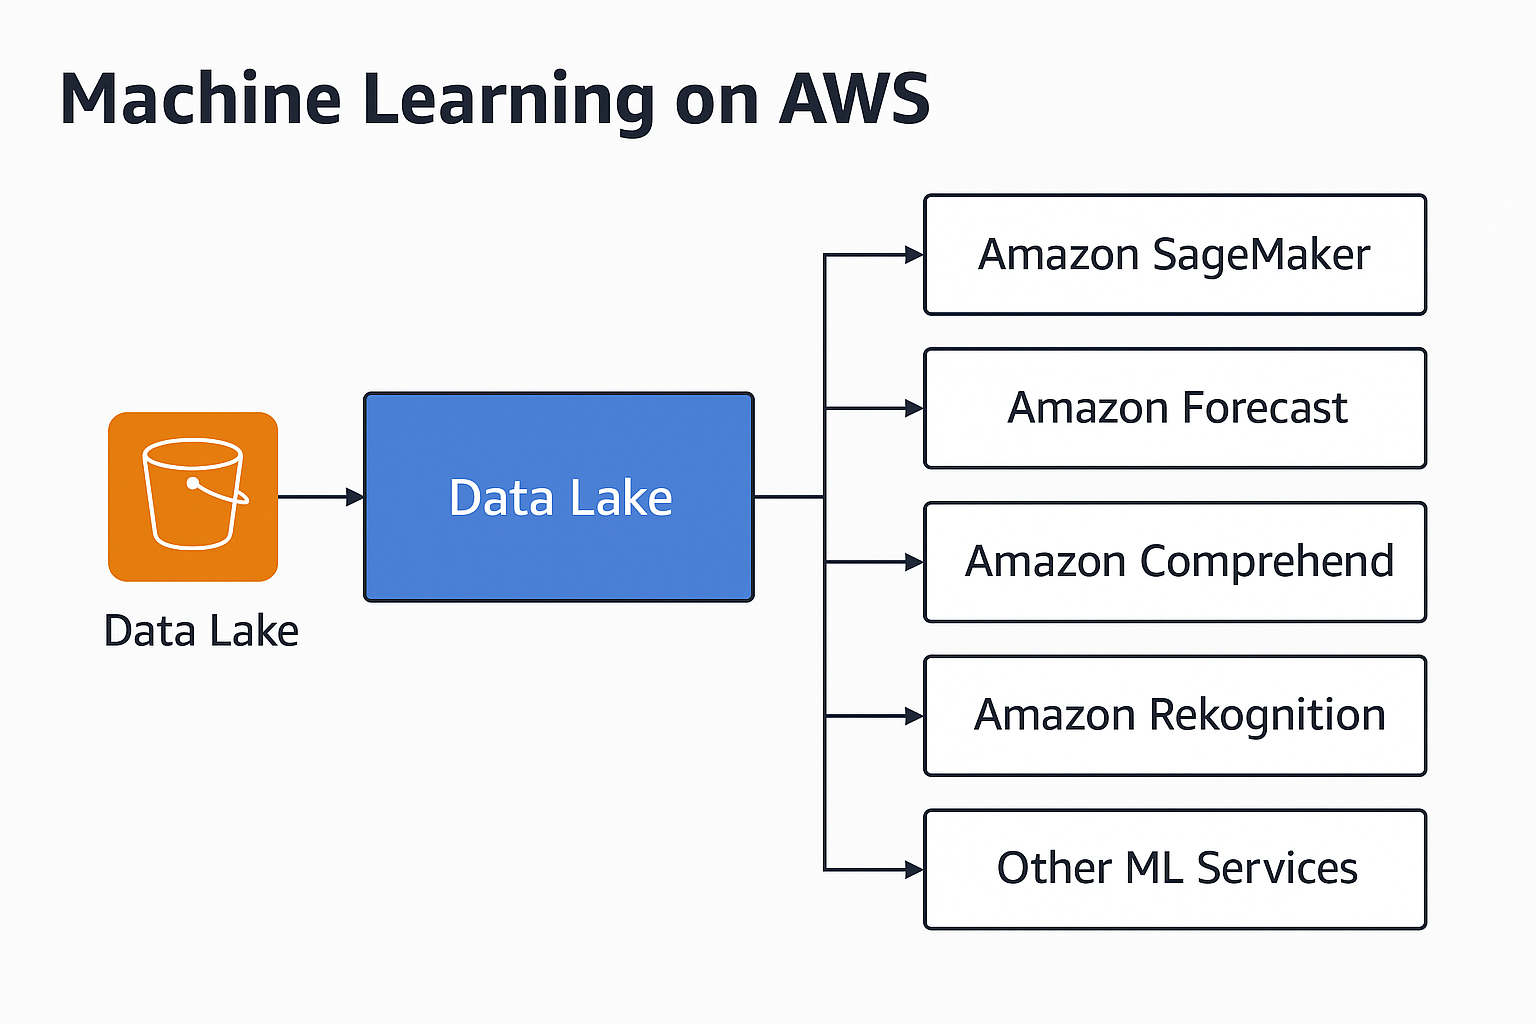 Machine Learning on AWS
Data Lake
Data Lake
Amazon SageMaker
Amazon Forecast
Amazon Comprehend
Amazon Rekognition
Other ML Services